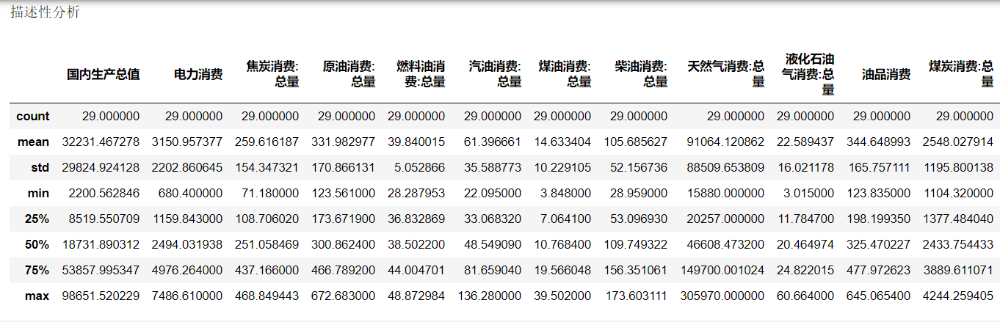 描述性分析
国内生产总值 电力消费 焦炭消费:总量 原油消费:总量 燃料油消费:总量 汽油消费:总量 煤油消费:总量 柴油消费:总量 天然气消费:总量 液化石油气消费:总量 油品消费 煤炭消费:总量
count 29.000000 29.000000 29.000000 29.000000 29.000000 29.000000 29.000000 29.000000 29.000000 29.000000 29.000000 29.000000
mean 32231.467278 3150.957377 259.616187 331.982977 39.840015 61.396661 14.633404 105.685627 91064.120862 22.589437 344.648993 2548.027914
std 29824.924128 2202.860645 154.347321 170.866131 5.052866 35.588773 10.229105 52.156736 88509.653809 16.021178 165.757111 1195.800138
min 2200.562846 680.400000 71.180000 123.561000 28.287953 22.095000 3.848000 28.959000 15880.000000 3.015000 123.835000 1104.320000
25% 8519.550709 1159.843000 108.706020 173.671900 36.832869 33.068320 7.064100 53.096930 20257.000000 11.784700 198.199350 1377.484040
50% 18731.890312 2494.031938 251.058469 300.862400 38.502200 48.549090 10.768400 109.749322 46608.473200 20.464974 325.470227 2433.754433
75% 53857.995347 4976.264000 437.166000 466.789200 44.004701 81.659040 19.566048 156.351061 149700.001024 24.822015 477.972623 3889.611071
max 98651.520229 7486.610000 468.849443 672.683000 48.872984 136.280000 39.502000 173.603111 305970.000000 60.664000 645.065400 4244.259405